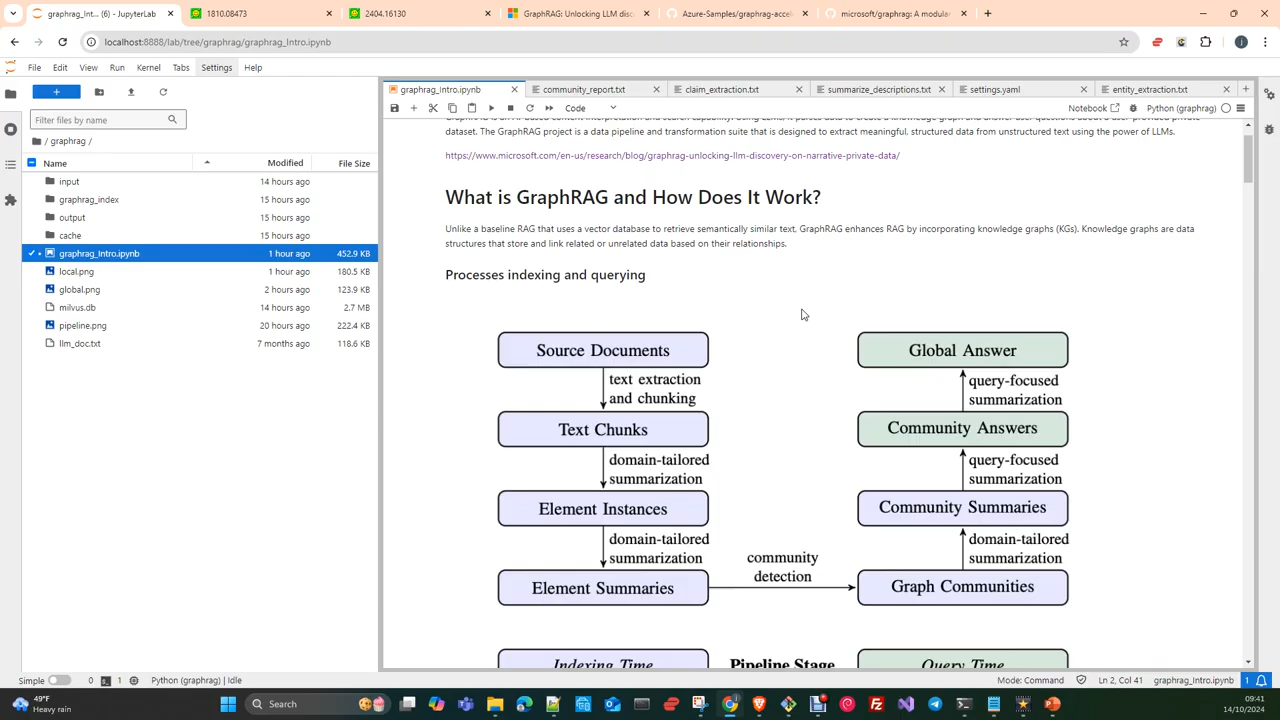 graphrag_Int... (6) - JupyterLab
1810.08473
2404.16130
GraphRAG: Unlocking LLM disc
Azure-Samples/graphrag-accele
microsoft/graphrag: A modular
localhost:8888/lab/tree/graphrag/graphrag_Intro.ipynb
File Edit View Run Kernel Tabs Settings Help
graphrag_Intro.ipynb
community_report.txt
claim_extraction.txt
summarize_descriptions.txt
settings.yaml
entity_extraction.txt
Code
Notebook
Python (graphrag)
Filter files by name
/ graphrag /
Name Modified File Size
input 14 hours ago
graphrag_index 15 hours ago
output 15 hours ago
cache 15 hours ago
graphrag_Intro.ipynb 1 hour ago 452.9 KB
local.png 1 hour ago 180.5 KB
global.png 2 hours ago 123.9 KB
milvus.db 14 hours ago 2.7 MB
pipeline.png 20 hours ago 222.4 KB
llm_doc.txt 7 months ago 118.6 KB
dataset. The GraphRAG project is a data pipeline and transformation suite that is designed to extract meaningful, structured data from unstructured text using the power of LLMs.
https://www.microsoft.com/en-us/research/blog/graphrag-unlocking-llm-discovery-on-narrative-private-data/
What is GraphRAG and How Does It Work?
Unlike a baseline RAG that uses a vector database to retrieve semantically similar text, GraphRAG enhances RAG by incorporating knowledge graphs (KGs). Knowledge graphs are data
structures that store and link related or unrelated data based on their relationships.
Processes indexing and querying
Source Documents
text extraction
and chunking
Text Chunks
domain-tailored
summarization
Element Instances
domain-tailored
summarization
Element Summaries
community
detection
Global Answer
query-focused
summarization
Community Answers
query-focused
summarization
Community Summaries
domain-tailored
summarization
Graph Communities
Indexing Time
Pipeline Stage
Query Time
Simple 0 1 Python (graphrag) | Idle
Mode: Command Ln 2, Col 41 graphrag_Intro.ipynb 1
49°F
Heavy rain
Search
09:41
14/10/2024